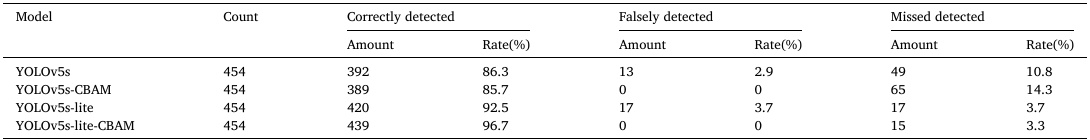 Model Count Correctly detected Falsely detected Missed detected
Amount Rate(%) Amount Rate(%) Amount Rate(%)
YOLOv5s 454 392 86.3 13 2.9 49 10.8
YOLOv5s-CBAM 454 389 85.7 0 0 65 14.3
YOLOv5s-lite 454 420 92.5 17 3.7 17 3.7
YOLOv5s-lite-CBAM 454 439 96.7 0 0 15 3.3